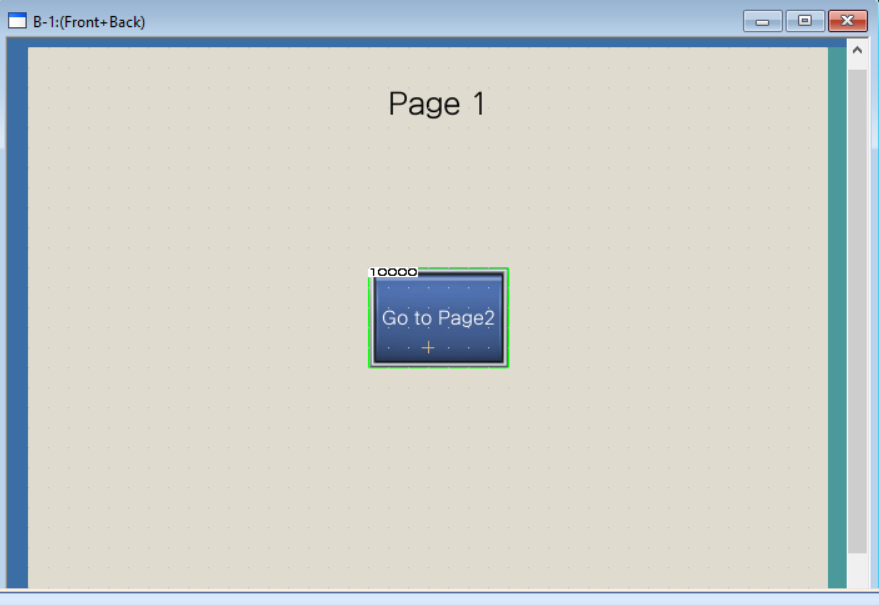 B-1:(Front+Back)
Page 1
10000
Go to Page2